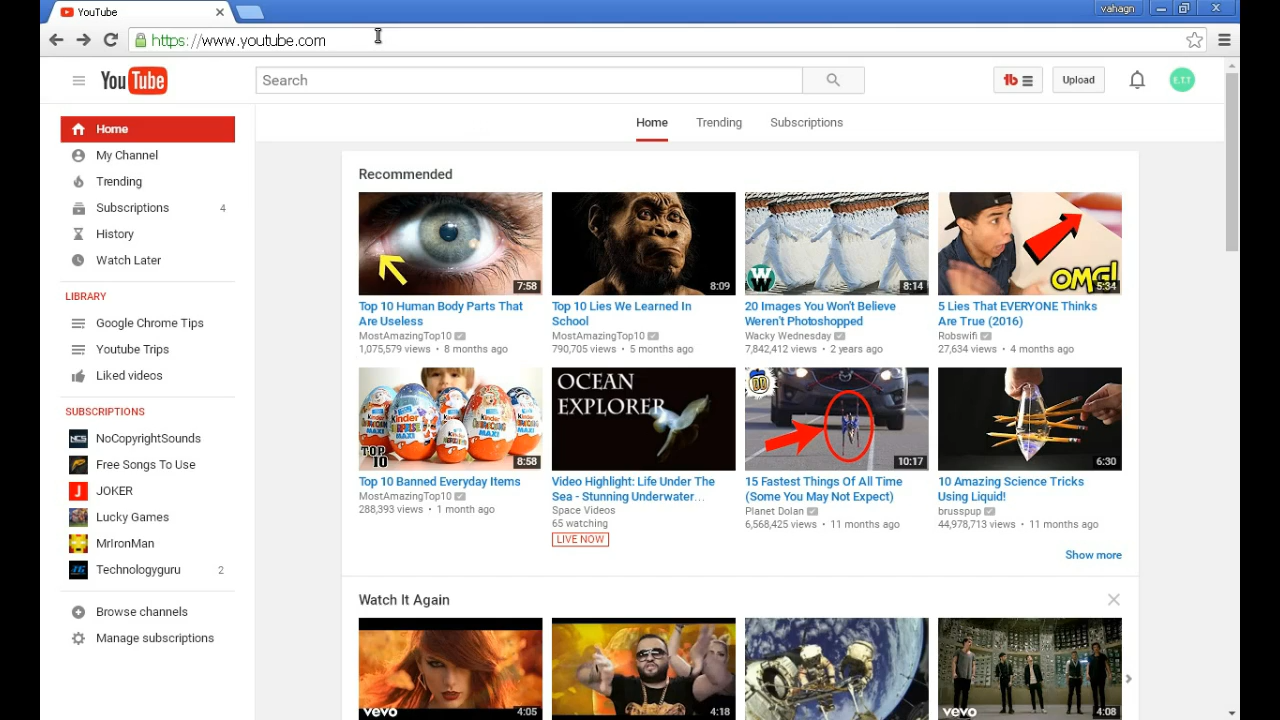 YouTube
vahagn
https://www.youtube.com
YouTube
Search
Upload
E.T.T
Home
My Channel
Trending
Subscriptions 4
History
Watch Later
LIBRARY
Google Chrome Tips
Youtube Trips
Liked videos
SUBSCRIPTIONS
NCS NoCopyrightSounds
Free Songs To Use
J JOKER
Lucky Games
MrIronMan
Technologyguru 2
Browse channels
Manage subscriptions
Home Trending Subscriptions
Recommended
7:58
Top 10 Human Body Parts That
Are Useless
MostAmazingTop10
1,075,579 views • 8 months ago
8:09
Top 10 Lies We Learned In
School
MostAmazingTop10
790,705 views • 5 months ago
W
8:14
20 Images You Won't Believe
Weren't Photoshopped
Wacky Wednesday
7,842,412 views • 2 years ago
OMG!
5:34
5 Lies That EVERYONE Thinks
Are True (2016)
Robswifi
27,634 views • 4 months ago
Kinder
MAXI
TOP
10
8:58
Top 10 Banned Everyday Items
MostAmazingTop10
288,393 views • 1 month ago
OCEAN
EXPLORER
Video Highlight: Life Under The
Sea - Stunning Underwater...
Space Videos
65 watching
LIVE NOW
10:17
15 Fastest Things Of All Time
(Some You May Not Expect)
Planet Dolan
6,568,425 views • 11 months ago
6:30
10 Amazing Science Tricks
Using Liquid!
brusspup
44,978,713 views • 11 months ago
Show more
Watch It Again
vevo
4:05
4:18
vevo
4:08